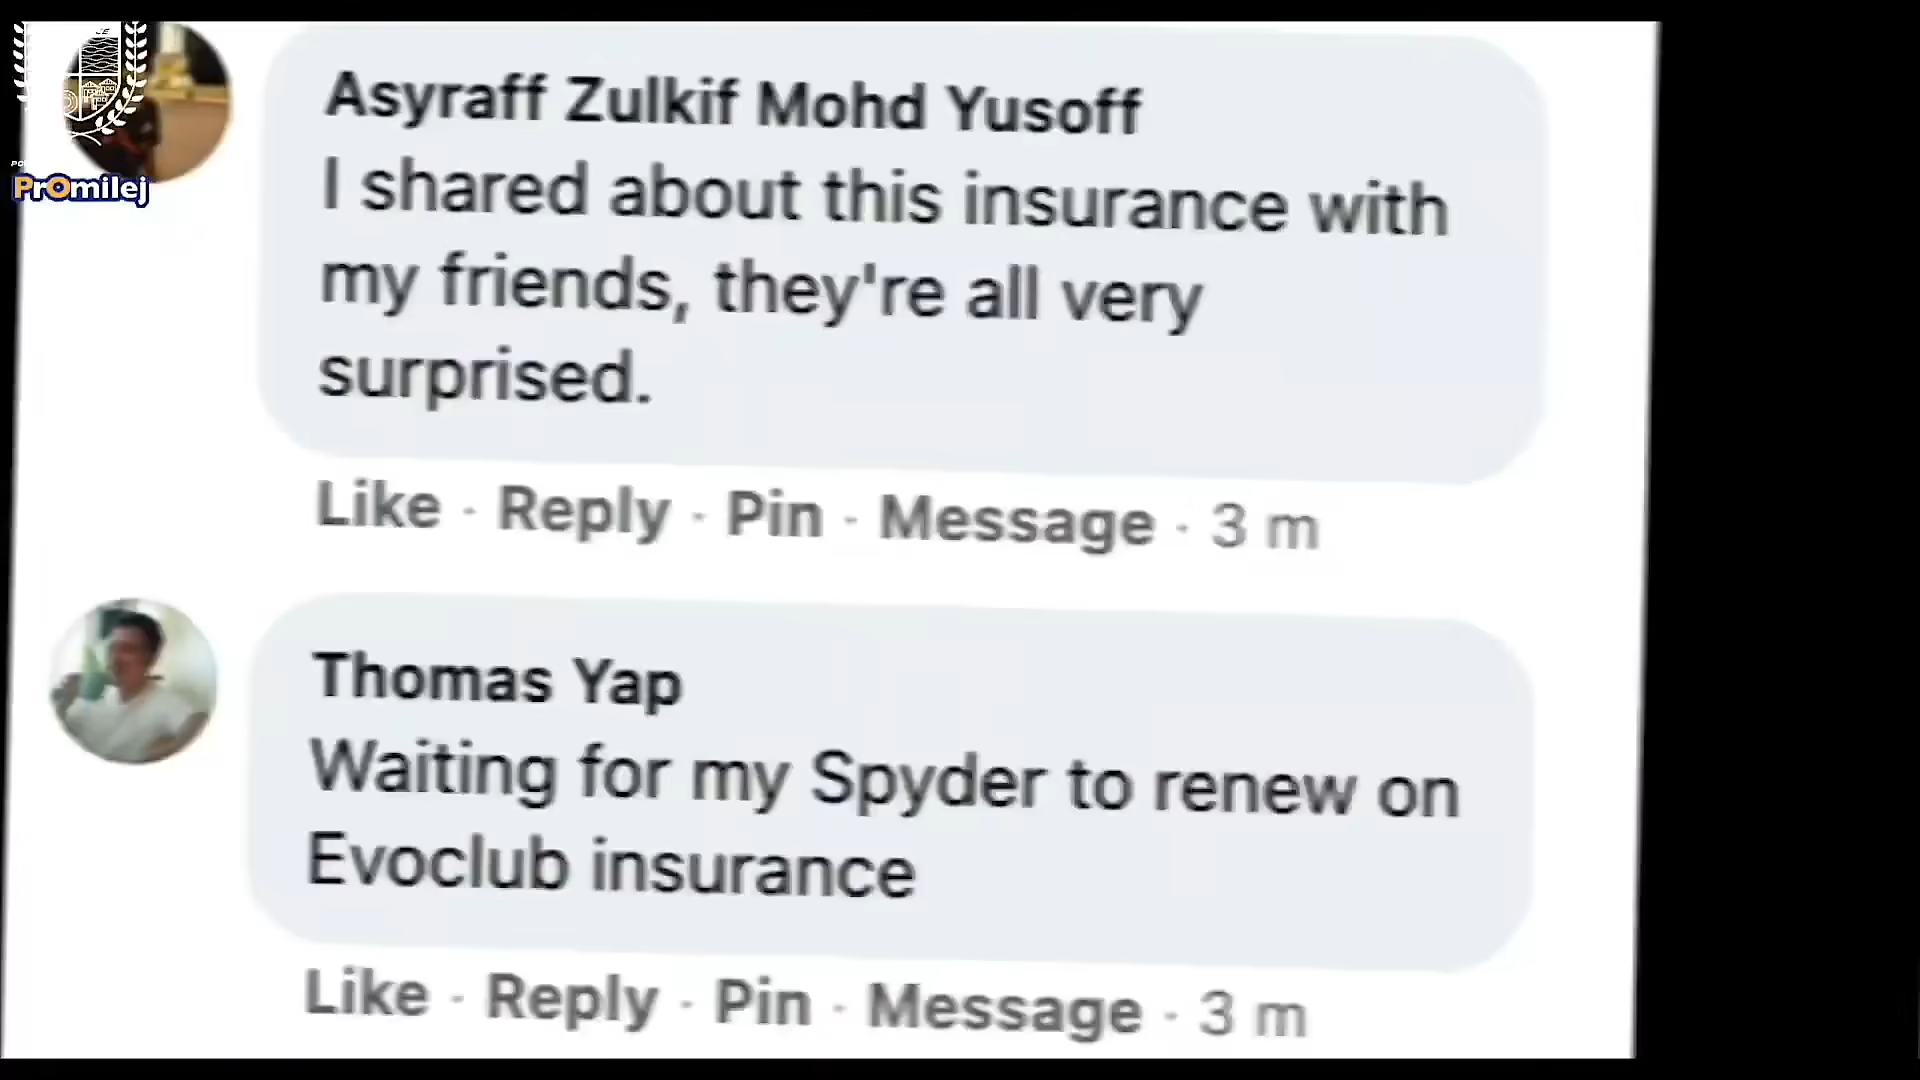 PrOmilej
Asyraff Zulkif Mohd Yusoff
I shared about this insurance with
my friends, they're all very
surprised.
Like · Reply · Pin · Message · 3 m
Thomas Yap
Waiting for my Spyder to renew on
Evoclub insurance
Like · Reply · Pin · Message · 3 m